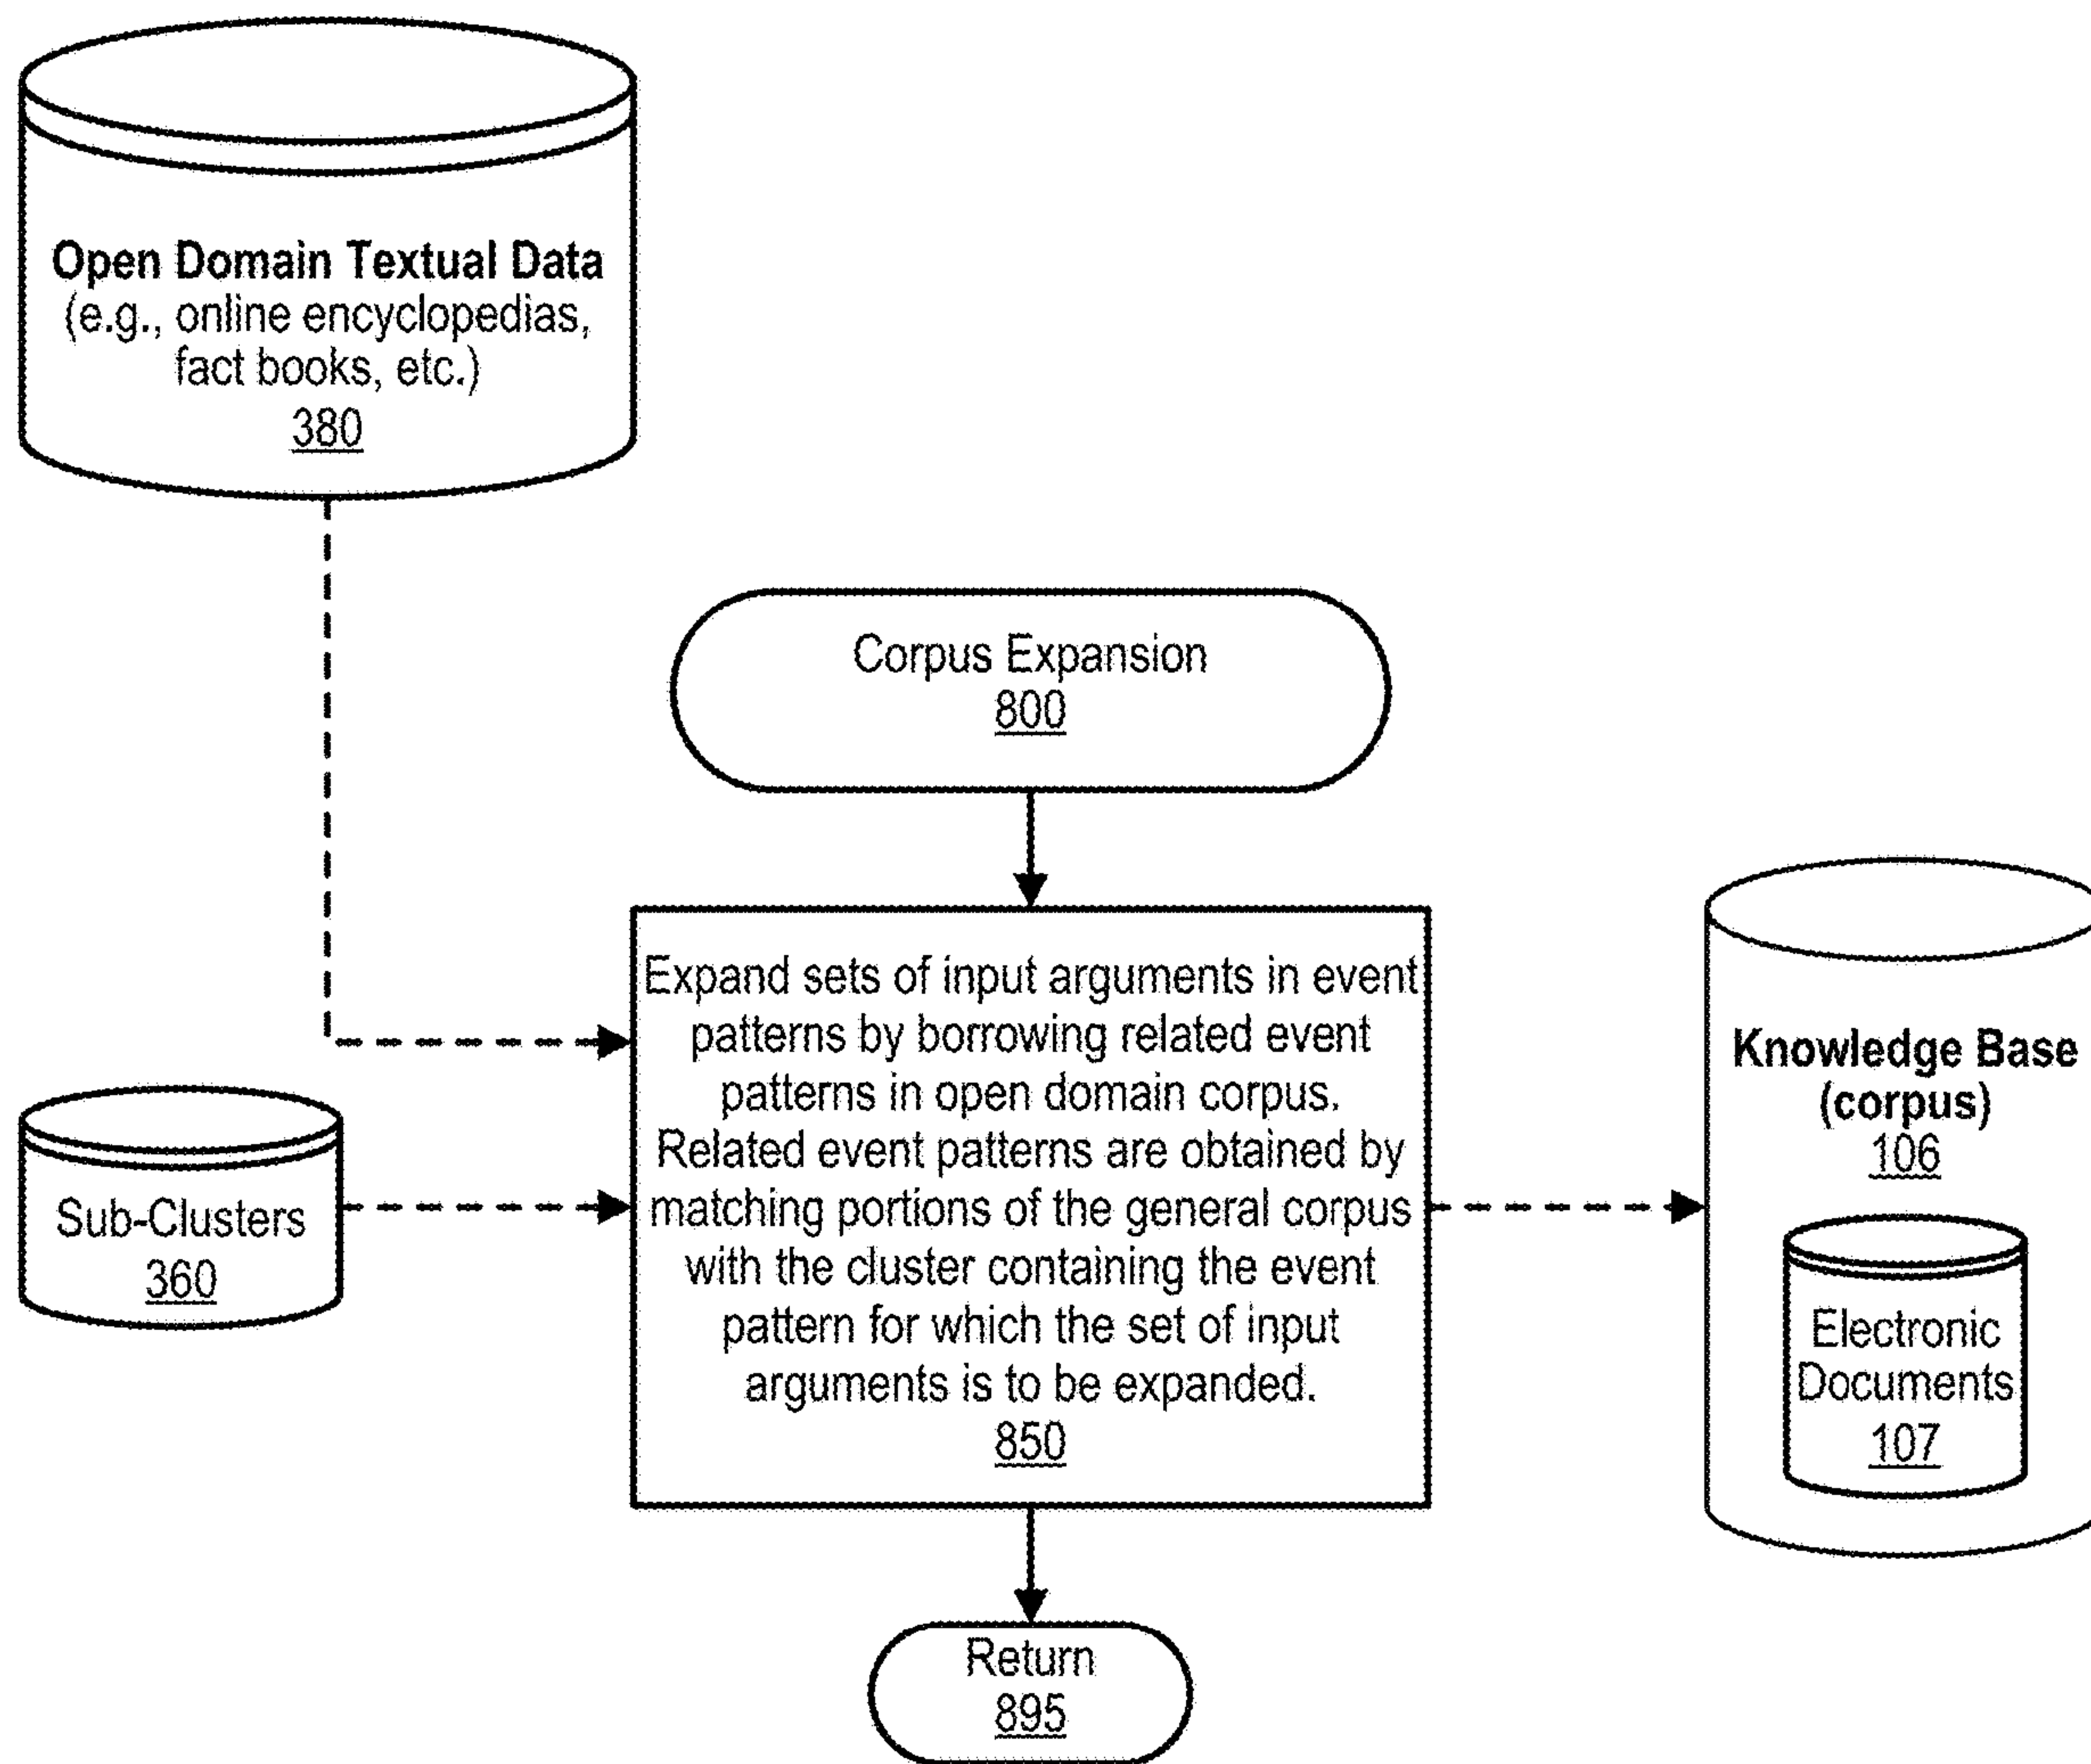 Open Domain Textual Data
(e.g., online encyclopedias,
fact books, etc.)
380
Corpus Expansion
800
Expand sets of input arguments in event
patterns by borrowing related event
patterns in open domain corpus.
Related event patterns are obtained by
matching portions of the general corpus
with the cluster containing the event
pattern for which the set of input
arguments is to be expanded.
850
Sub-Clusters
360
Knowledge Base
(corpus)
106
Electronic
Documents
107
Return
895